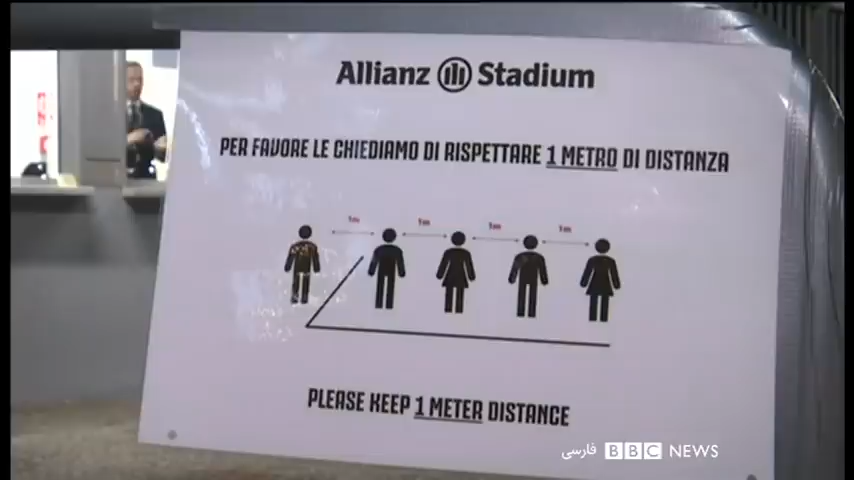 Allianz Stadium
PER FAVORE LE CHIEDIAMO DI RISPETTARE 1 METRO DI DISTANZA
1m 1m 1m 1m
PLEASE KEEP 1 METER DISTANCE
فارسی BBC NEWS